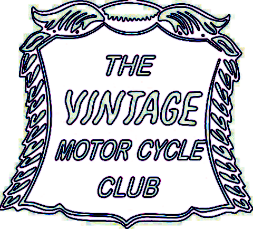 THE
VINTAGE
MOTOR CYCLE
CLUB